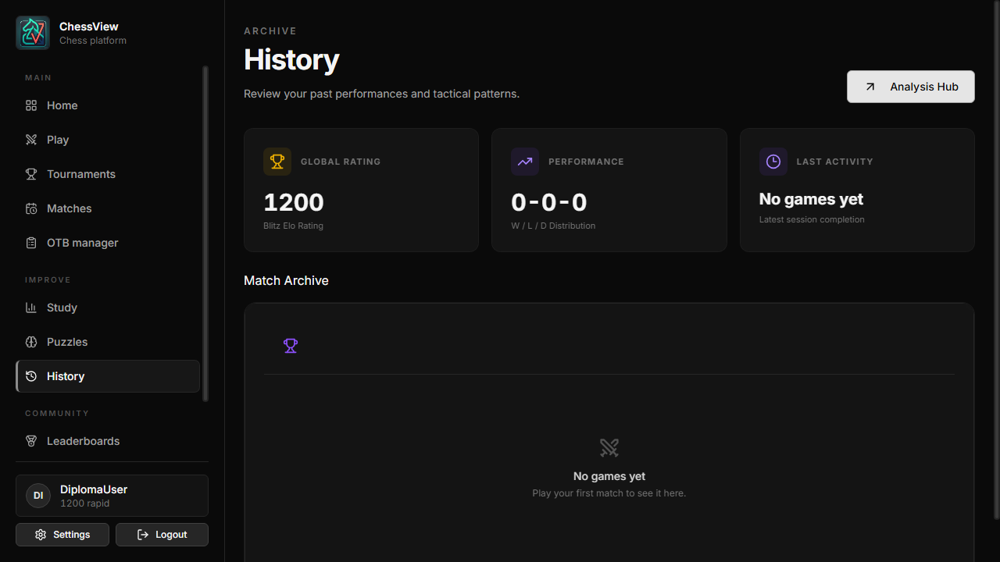 ChessView
Chess platform
MAIN
Home
Play
Tournaments
Matches
OTB manager
IMPROVE
Study
Puzzles
History
COMMUNITY
Leaderboards
DI
DiplomaUser
1200 rapid
Settings
Logout
ARCHIVE
History
Review your past performances and tactical patterns.
Analysis Hub
GLOBAL RATING
1200
Blitz Elo Rating
PERFORMANCE
0-0-0
W / L / D Distribution
LAST ACTIVITY
No games yet
Latest session completion
Match Archive
No games yet
Play your first match to see it here.